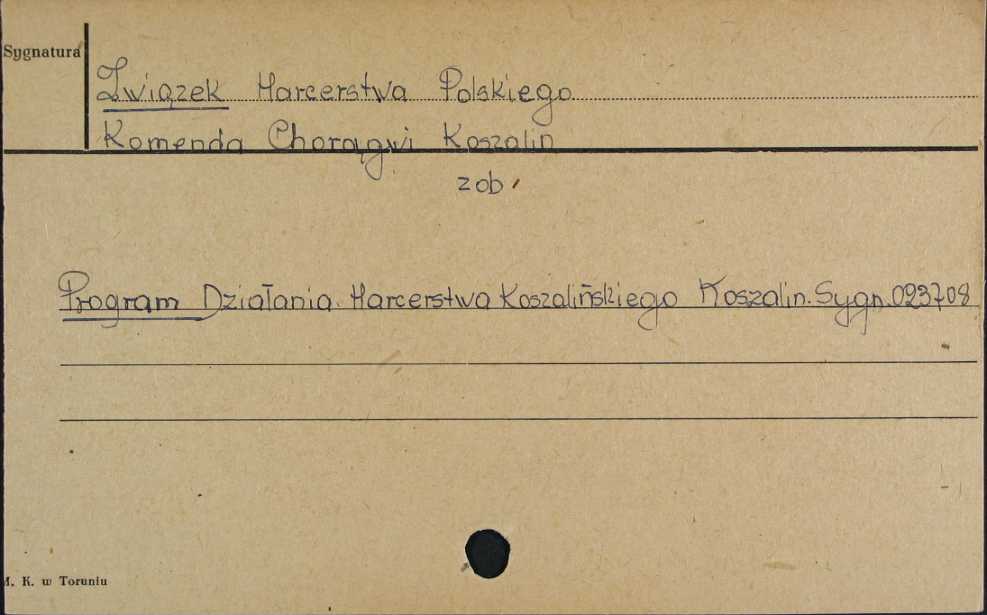 Sygnatura
Związek Harcerstwa Polskiego
Komenda Chorągwi Koszalin
zob.
Program Działania Harcerstwa Koszalińskiego Koszalin. Sygn. 023708
M. K. w Toruniu